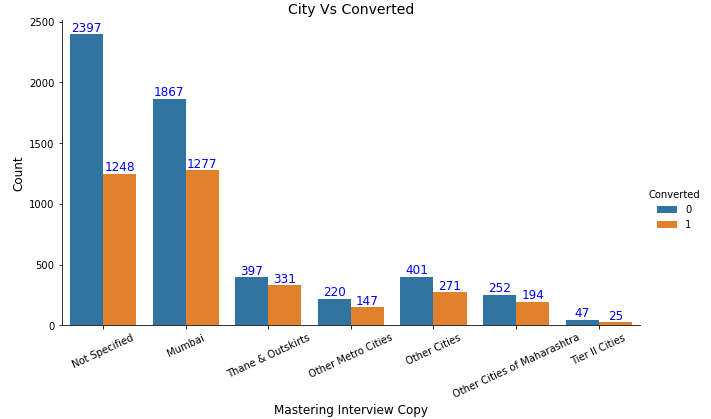 City Vs Converted
2500
2000
1500
1000
500
0
Count
2397
1248
1867
1277
397
331
220
147
401
271
252
194
47
25
Converted
0
1
Not Specified
Mumbai
Thane & Outskirts
Other Metro Cities
Other Cities
Other Cities of Maharashtra
Tier II Cities
Mastering Interview Copy